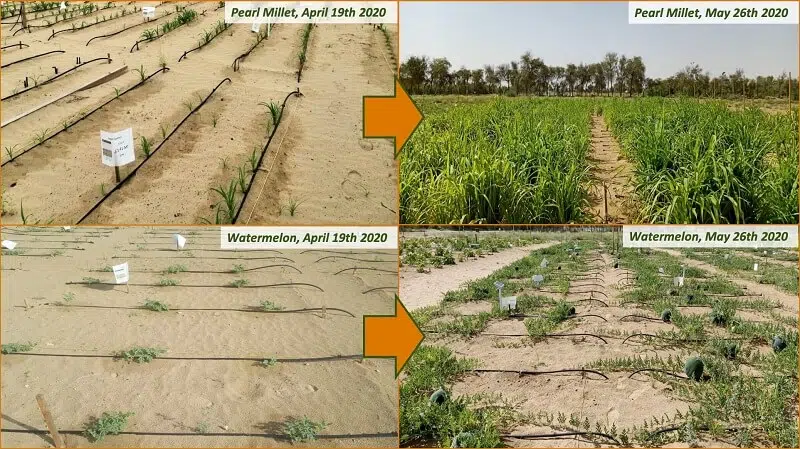 Pearl Millet, April 19th 2020
Pearl Millet, May 26th 2020
Watermelon, April 19th 2020
Watermelon, May 26th 2020